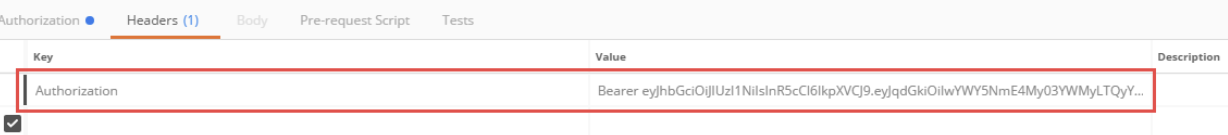 Authorization Headers (1) Body Pre-request Script Tests
Key Value Description
Authorization Bearer eyJhbGciOiJIUzI1NiIsInR5cCI6IkpXVCJ9.eyJqdGkiOiIwYWY5NmE4My03YWMyLTQyY...